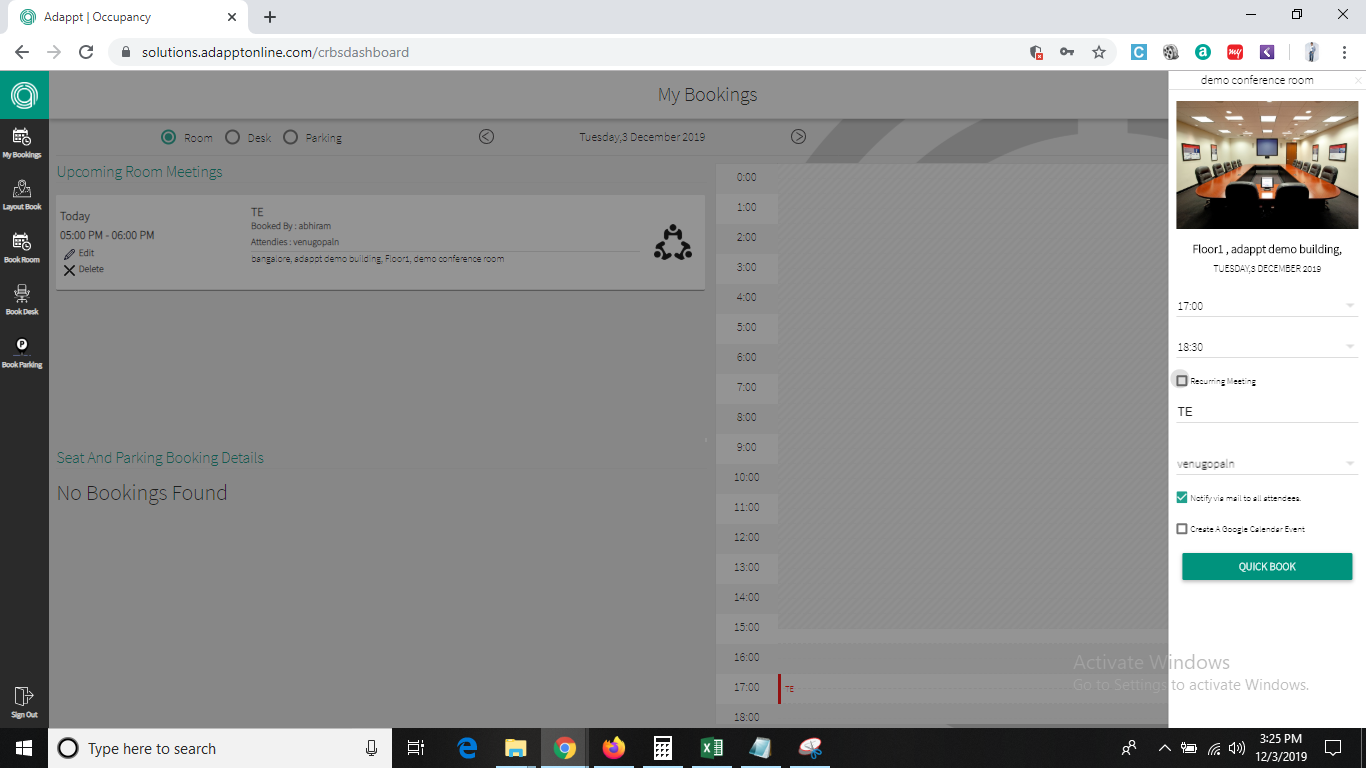 Adappt | Occupancy
solutions.adapptonline.com/crbsdashboard
My Bookings
Layout Book
Book Room
Book Desk
Book Parking
Sign Out
My Bookings
Room
Desk
Parking
Tuesday,3 December 2019
Upcoming Room Meetings
Today
05:00 PM - 06:00 PM
Edit
Delete
TE
Booked By : abhiram
Attendies : venugopaln
bangalore, adappt demo building, Floor1, demo conference room
Seat And Parking Booking Details
No Bookings Found
0:00
1:00
2:00
3:00
4:00
5:00
6:00
7:00
8:00
9:00
10:00
11:00
12:00
13:00
14:00
15:00
16:00
17:00
TE
18:00
demo conference room
Floor1 , adappt demo building,
TUESDAY,3 DECEMBER 2019
17:00
18:30
Recurring Meeting
TE
venugopaln
Notify via mail to all attendees.
Create A Google Calendar Event
QUICK BOOK
Activate Windows
Go to Settings to activate Windows.
Type here to search
3:25 PM
12/3/2019